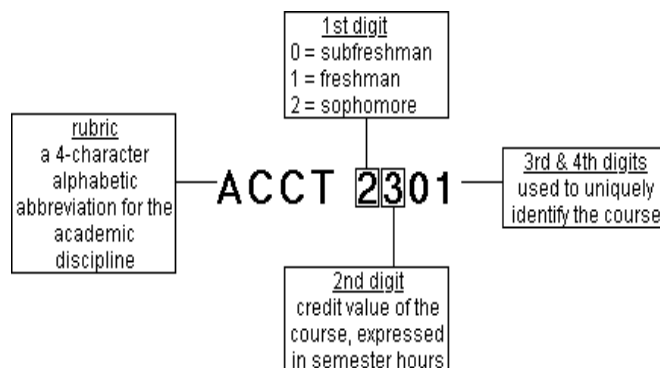 1st digit
0 = subfreshman
1 = freshman
2 = sophomore
rubric
a 4-character
alphabetic
abbreviation for the
academic
discipline
ACCT 2301
3rd & 4th digits
used to uniquely
identify the course
2nd digit
credit value of the
course, expressed
in semester hours